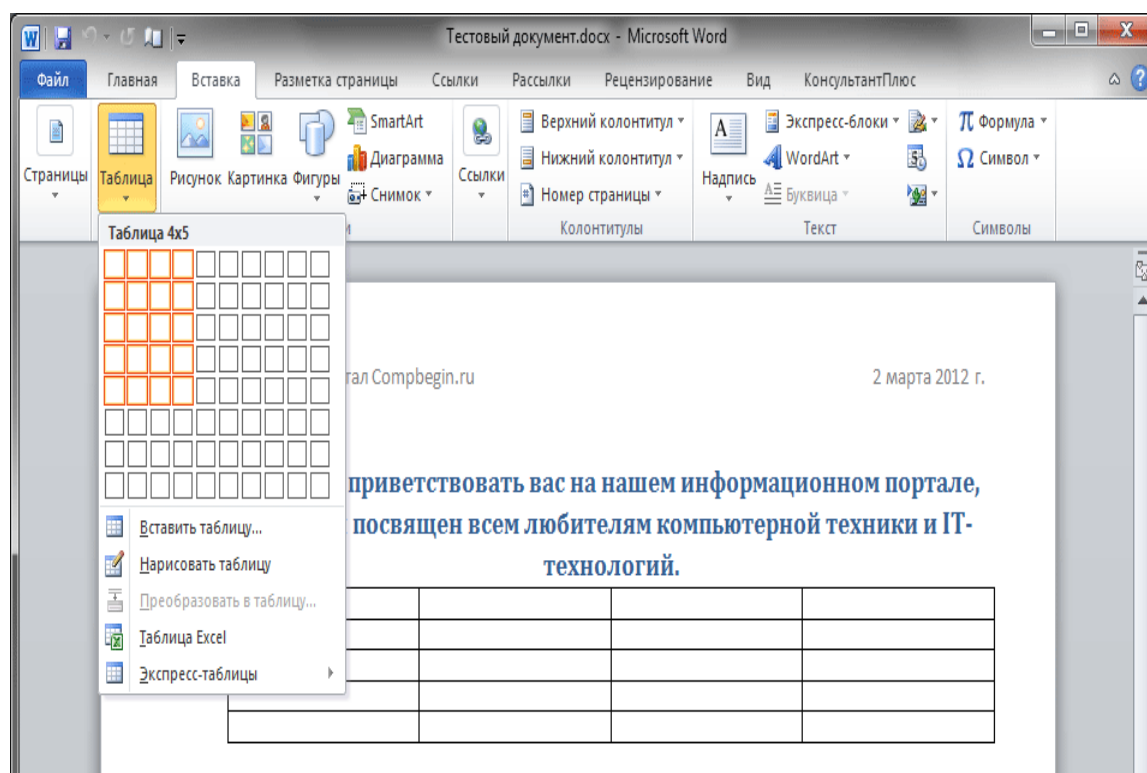 Тестовый документ.docx - Microsoft Word
Файл Главная Вставка Разметка страницы Ссылки Рассылки Рецензирование Вид КонсультантПлюс
Страницы
Таблица
Рисунок Картинка Фигуры
SmartArt
Диаграмма
Снимок
Ссылки
Верхний колонтитул
Нижний колонтитул
Номер страницы
Колонтитулы
Надпись
Экспресс-блоки
WordArt
Буквица
Текст
Формула
Символ
Символы
Таблица 4x5
Вставить таблицу...
Нарисовать таблицу
Преобразовать в таблицу...
Таблица Excel
Экспресс-таблицы
Compbegin.ru
2 марта 2012 г.
приветствовать вас на нашем информационном портале,
посвящен всем любителям компьютерной техники и IT-
технологий.